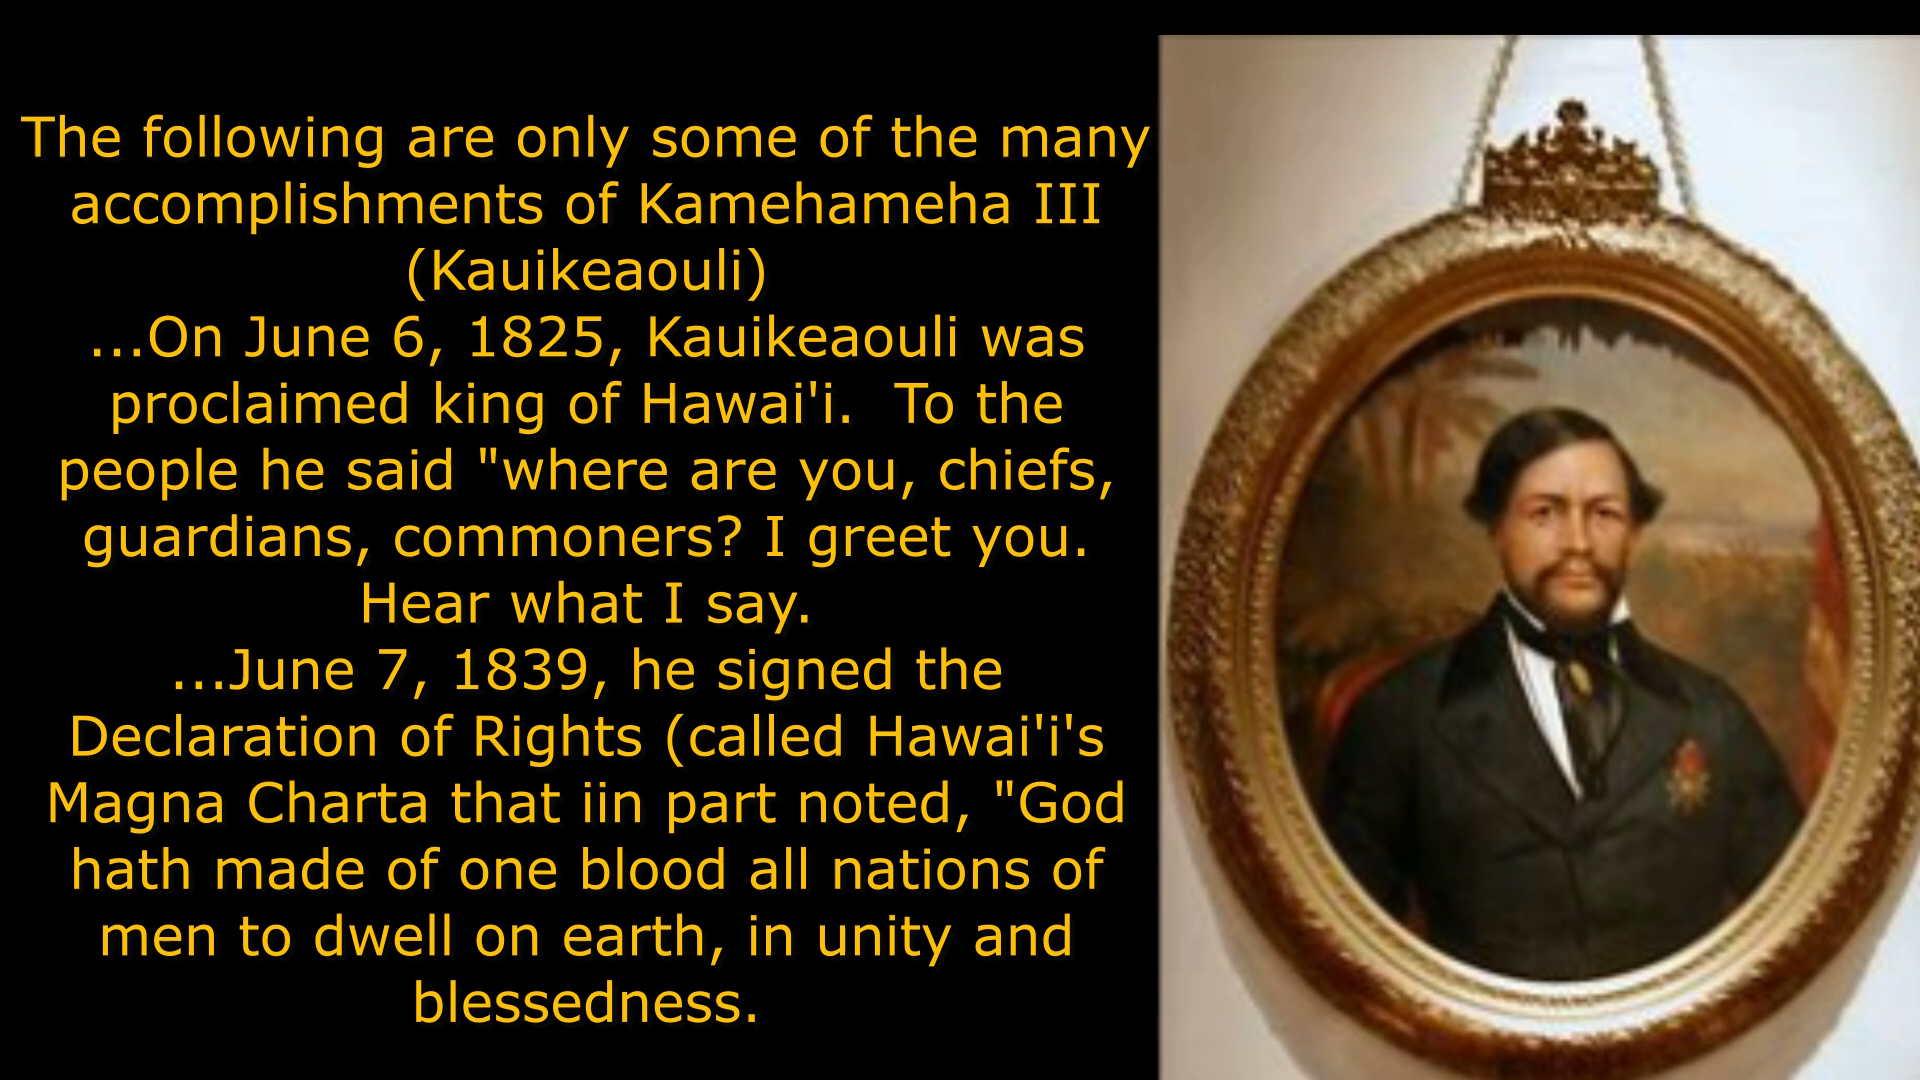 The following are only some of the many
accomplishments of Kamehameha III
(Kauikeaouli)
...On June 6, 1825, Kauikeaouli was
proclaimed king of Hawai'i.  To the
people he said "where are you, chiefs,
guardians, commoners? I greet you.
Hear what I say.
...June 7, 1839, he signed the
Declaration of Rights (called Hawai'i's
Magna Charta that iin part noted, "God
hath made of one blood all nations of
men to dwell on earth, in unity and
blessedness.